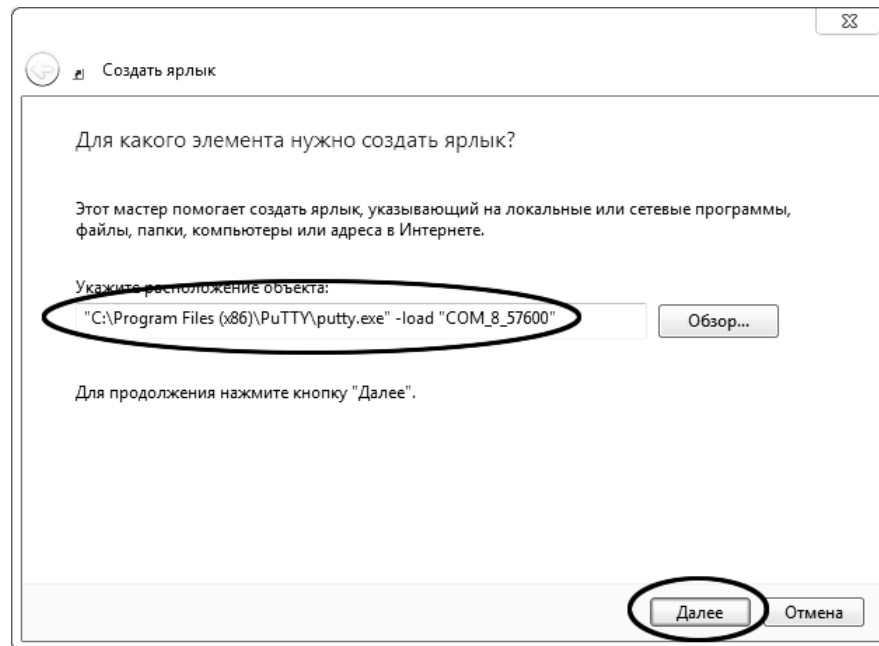 Создать ярлык
Для какого элемента нужно создать ярлык?
Этот мастер помогает создать ярлык, указывающий на локальные или сетевые программы,
файлы, папки, компьютеры или адреса в Интернете.
Укажите расположение объекта:
"C:\Program Files (x86)\PuTTY\putty.exe" -load "COM_8_57600"
Обзор...
Для продолжения нажмите кнопку "Далее".
Далее
Отмена